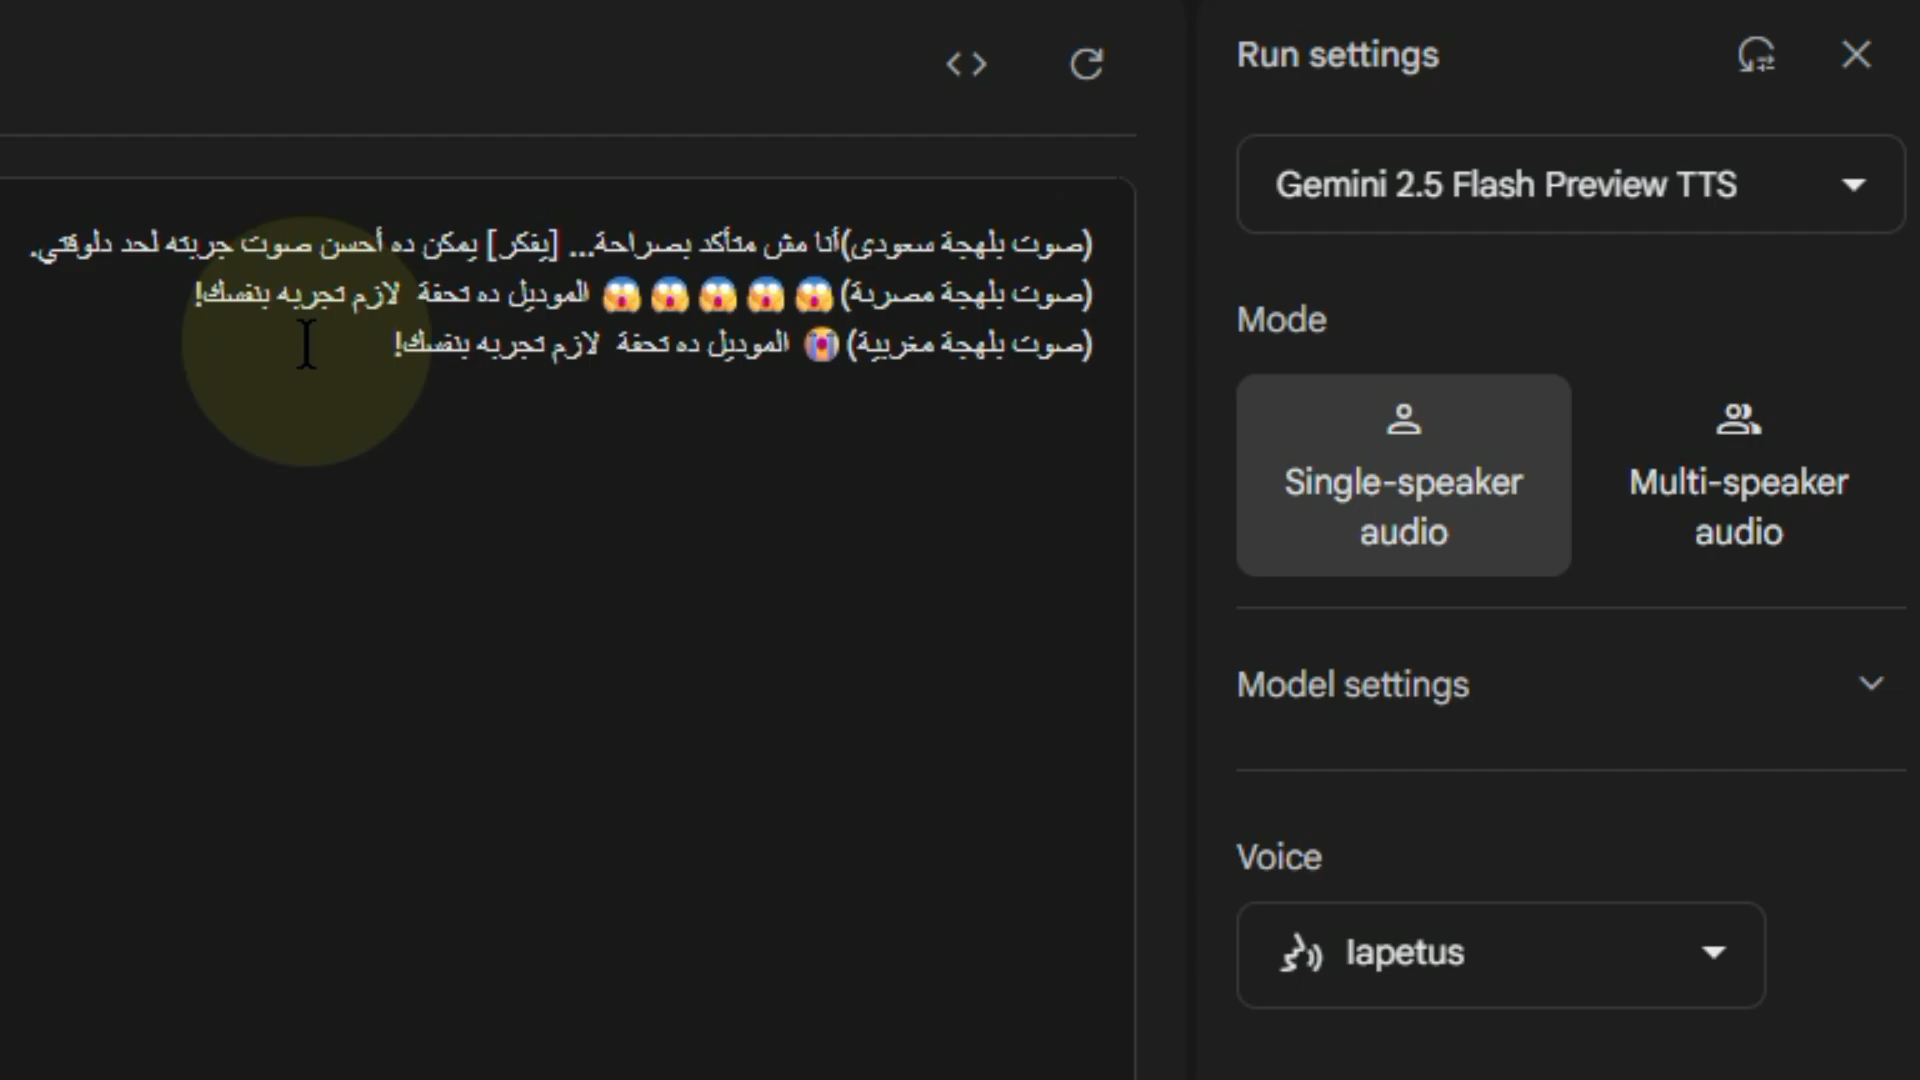 Run settings
Gemini 2.5 Flash Preview TTS
(صوت بلهجة سعودى)أنا مش متأكد بصراحة... [يفكر] يمكن ده أحسن صوت جربته لحد دلوقتي.
(صوت بلهجة مصرية)😱😱😱😱😱 الموديل ده تحفة لازم تجربه بنفسك!
(صوت بلهجة مغربية)😭 الموديل ده تحفة لازم تجربه بنفسك!
Mode
Single-speaker audio
Multi-speaker audio
Model settings
Voice
Iapetus